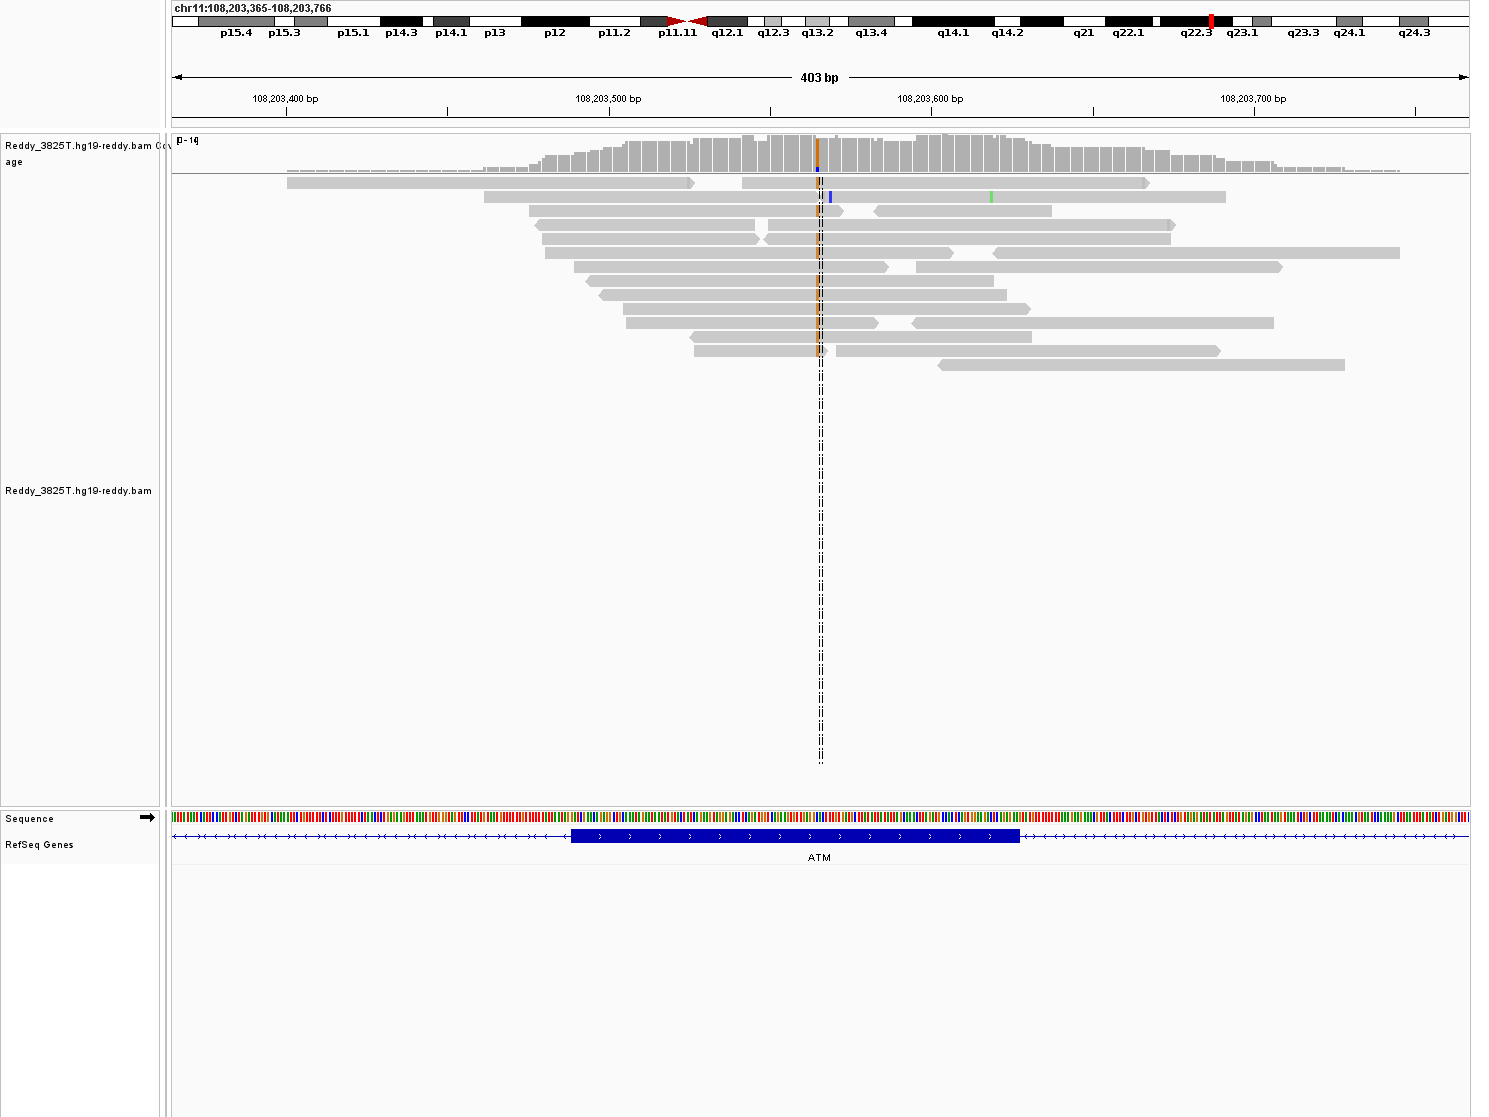 chr11:108,203,365-108,203,766
p15.4 p15.3 p15.1 p14.3 p14.1 p13 p12 p11.2 p11.11 q12.1 q12.3 q13.2 q13.4 q14.1 q14.2 q21 q22.1 q22.3 q23.1 q23.3 q24.1 q24.3
403 bp
108,203,400 bp 108,203,500 bp 108,203,600 bp 108,203,700 bp
Reddy_3825T.hg19-reddy.bam Cov
age
[0 - 14]
Reddy_3825T.hg19-reddy.bam
Sequence
RefSeq Genes
ATM